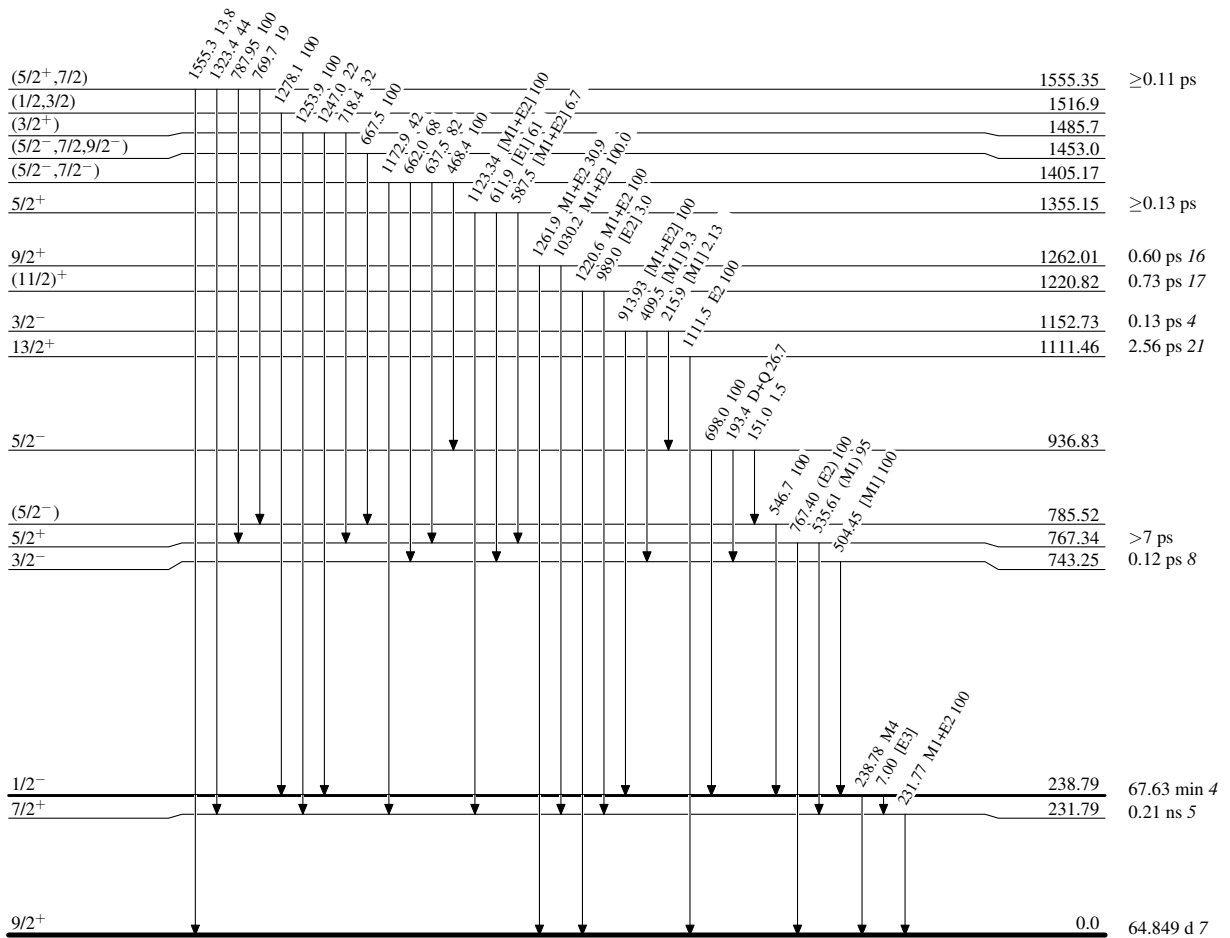 1555.3 13.8
1323.4 44
787.95 100
769.7 19
1278.1 100
1253.9 100
1247.0 22
718.4 32
667.5 100
1172.9 42
662.0 68
637.5 82
468.4 100
1123.34 [M1+E2] 100
611.9 [E1] 61
587.5 [M1+E2] 6.7
1261.9 M1+E2 30.9
1030.2 M1+E2 100.0
1220.6 M1+E2 100
989.0 [E2] 3.0
913.93 [M1+E2] 100
409.5 [M1] 9.3
215.9 [M1] 2.13
1111.5 E2 100
698.0 100
193.4 D+Q 26.7
151.0 1.5
546.7 100
767.40 (E2) 100
535.61 (M1) 95
504.45 [M1] 100
238.78 M4
7.00 [E3]
231.77 M1+E2 100
(5/2⁺,7/2) 1555.35 ≥0.11 ps
(1/2,3/2) 1516.9
(3/2⁺) 1485.7
(5/2⁻,7/2,9/2⁻) 1453.0
(5/2⁻,7/2⁻) 1405.17
5/2⁺ 1355.15 ≥0.13 ps
9/2⁺ 1262.01 0.60 ps 16
(11/2)⁺ 1220.82 0.73 ps 17
3/2⁻ 1152.73 0.13 ps 4
13/2⁺ 1111.46 2.56 ps 21
5/2⁻ 936.83
(5/2⁻) 785.52
5/2⁺ 767.34 >7 ps
3/2⁻ 743.25 0.12 ps 8
1/2⁻ 238.79 67.63 min 4
7/2⁺ 231.79 0.21 ns 5
9/2⁺ 0.0 64.849 d 7